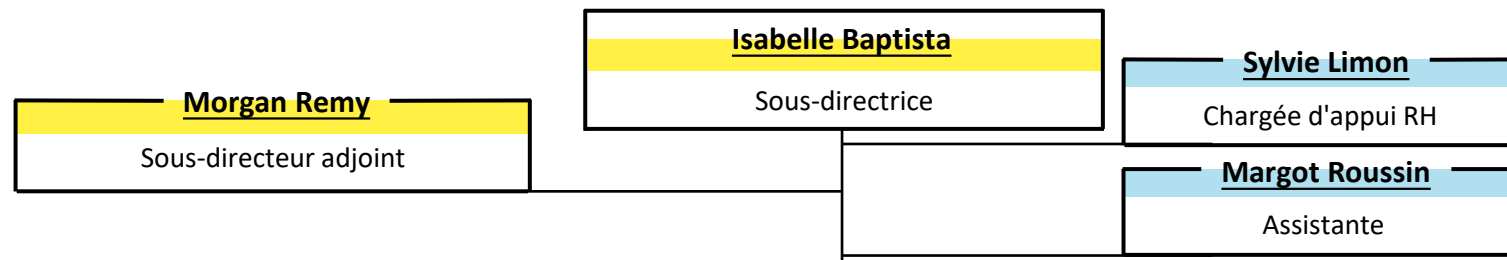 Isabelle Baptista
Sous-directrice
Morgan Remy
Sous-directeur adjoint
Sylvie Limon
Chargée d'appui RH
Margot Roussin
Assistante